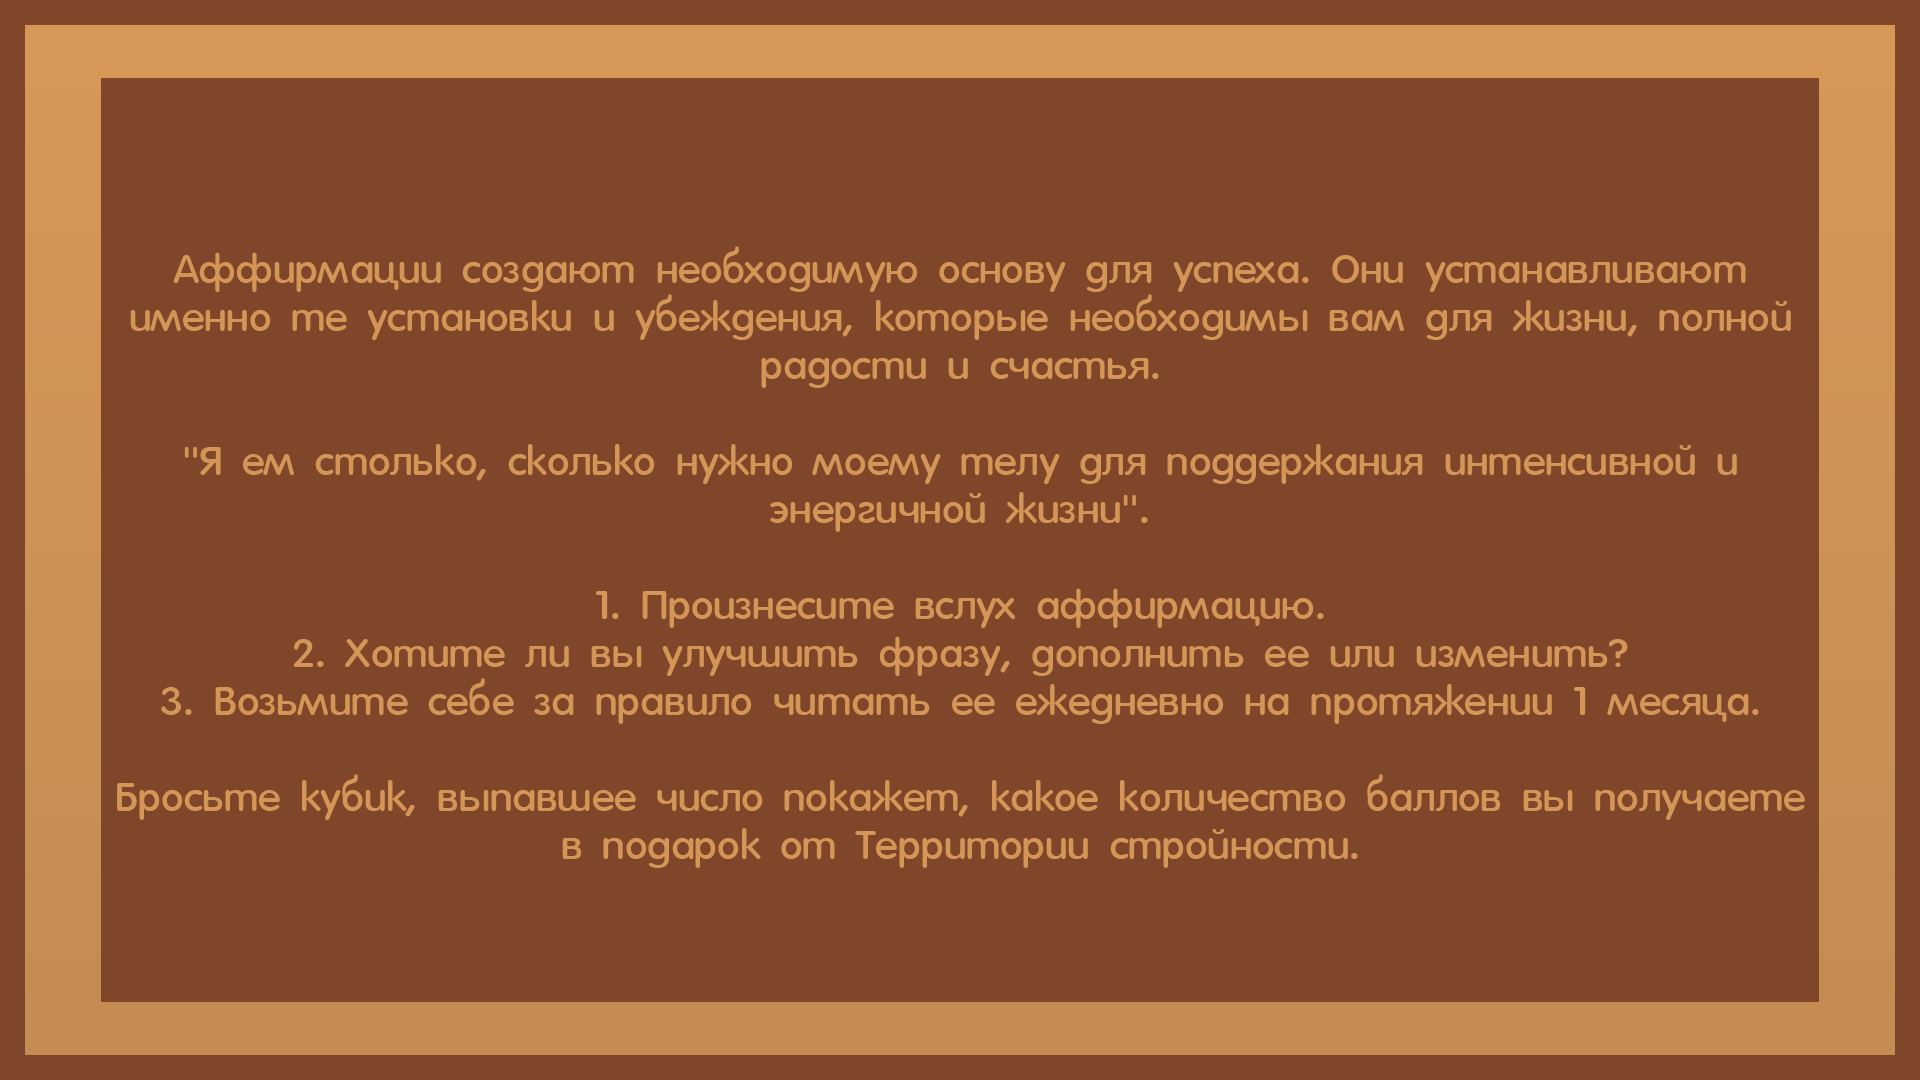 Аффирмации создают необходимую основу для успеха. Они устанавливают
именно те установки и убеждения, которые необходимы вам для жизни, полной
радости и счастья.
"Я ем столько, сколько нужно моему телу для поддержания интенсивной и
энергичной жизни".
1. Произнесите вслух аффирмацию.
2. Хотите ли вы улучшить фразу, дополнить ее или изменить?
3. Возьмите себе за правило читать ее ежедневно на протяжении 1 месяца.
Бросьте кубик, выпавшее число покажет, какое количество баллов вы получаете
в подарок от Территории стройности.